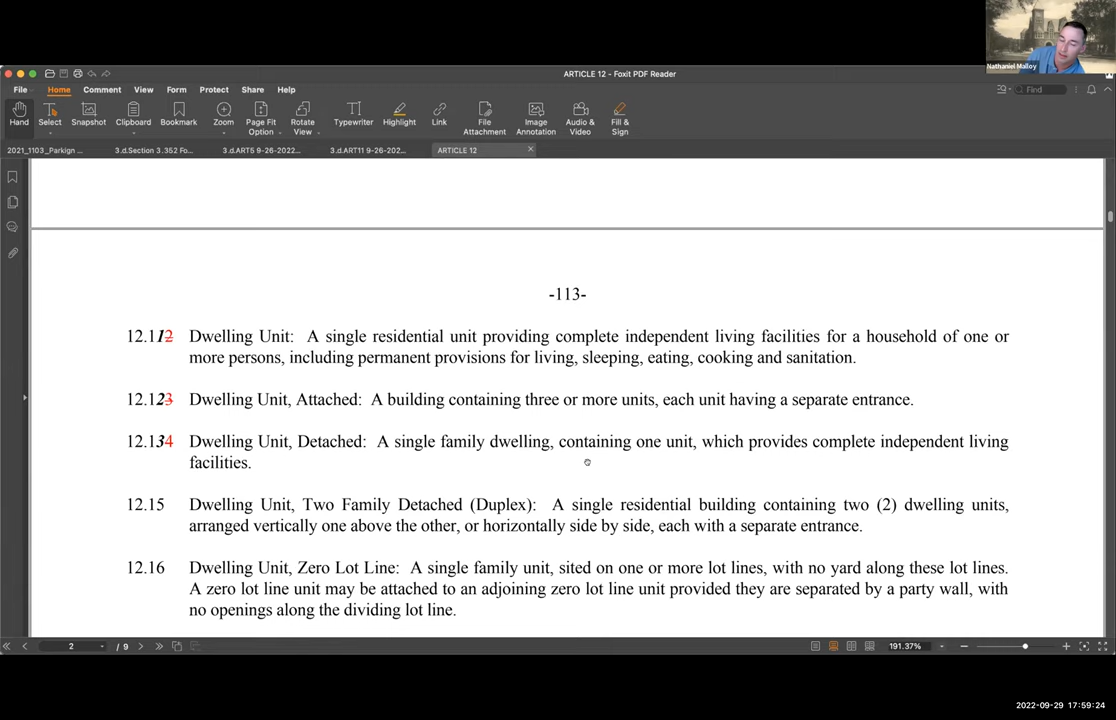 Nathaniel Malloy
ARTICLE 12 - Foxit PDF Reader
File Home Comment View Form Protect Share Help
Find
Hand Select Snapshot Clipboard Bookmark Zoom Page Fit Option Rotate View Typewriter Highlight Link File Attachment Image Annotation Audio & Video Fill & Sign
2021_1103_Parkign ... 3.d.Section 3.352 Fo... 3.d.ART5 9-26-2022... 3.d.ART11 9-26-202... ARTICLE 12
-113-
12.112 Dwelling Unit: A single residential unit providing complete independent living facilities for a household of one or
more persons, including permanent provisions for living, sleeping, eating, cooking and sanitation.
12.123 Dwelling Unit, Attached: A building containing three or more units, each unit having a separate entrance.
12.134 Dwelling Unit, Detached: A single family dwelling, containing one unit, which provides complete independent living
facilities.
12.15 Dwelling Unit, Two Family Detached (Duplex): A single residential building containing two (2) dwelling units,
arranged vertically one above the other, or horizontally side by side, each with a separate entrance.
12.16 Dwelling Unit, Zero Lot Line: A single family unit, sited on one or more lot lines, with no yard along these lot lines.
A zero lot line unit may be attached to an adjoining zero lot line unit provided they are separated by a party wall, with
no openings along the dividing lot line.
2 / 9 191.37%
2022-09-29 17:59:24